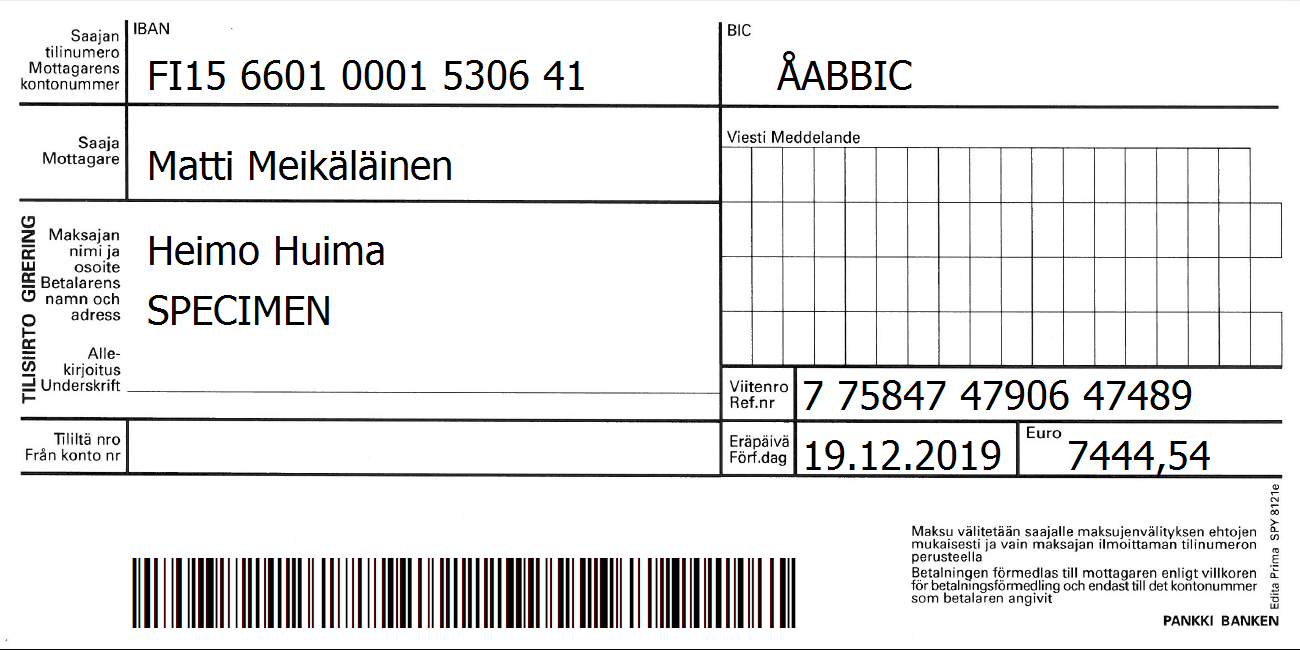 Saajan
tilinumero
Mottagarens
kontonummer
IBAN
FI15 6601 0001 5306 41
BIC
ÅABBIC
Saaja
Mottagare
Matti Meikäläinen
Viesti Meddelande
TILISIIRTO GIRERING
Maksajan
nimi ja
osoite
Betalarens
namn och
adress
Heimo Huima
SPECIMEN
Alle-
kirjoitus
Underskrift
Viitenro
Ref.nr
7 75847 47906 47489
Tililtä nro
Från konto nr
Eräpäivä
Förf.dag
19.12.2019
Euro
7444,54
Maksu välitetään saajalle maksujenvälityksen ehtojen
mukaisesti ja vain maksajan ilmoittaman tilinumeron
perusteella
Betalningen förmedlas till mottagaren enligt villkoren
för betalningsförmedling och endast till det kontonummer
som betalaren angivit
PANKKI BANKEN
Edita Prima SPY 8121e